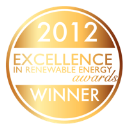 2012
EXCELLENCE
IN RENEWABLE ENERGY
awards
WINNER